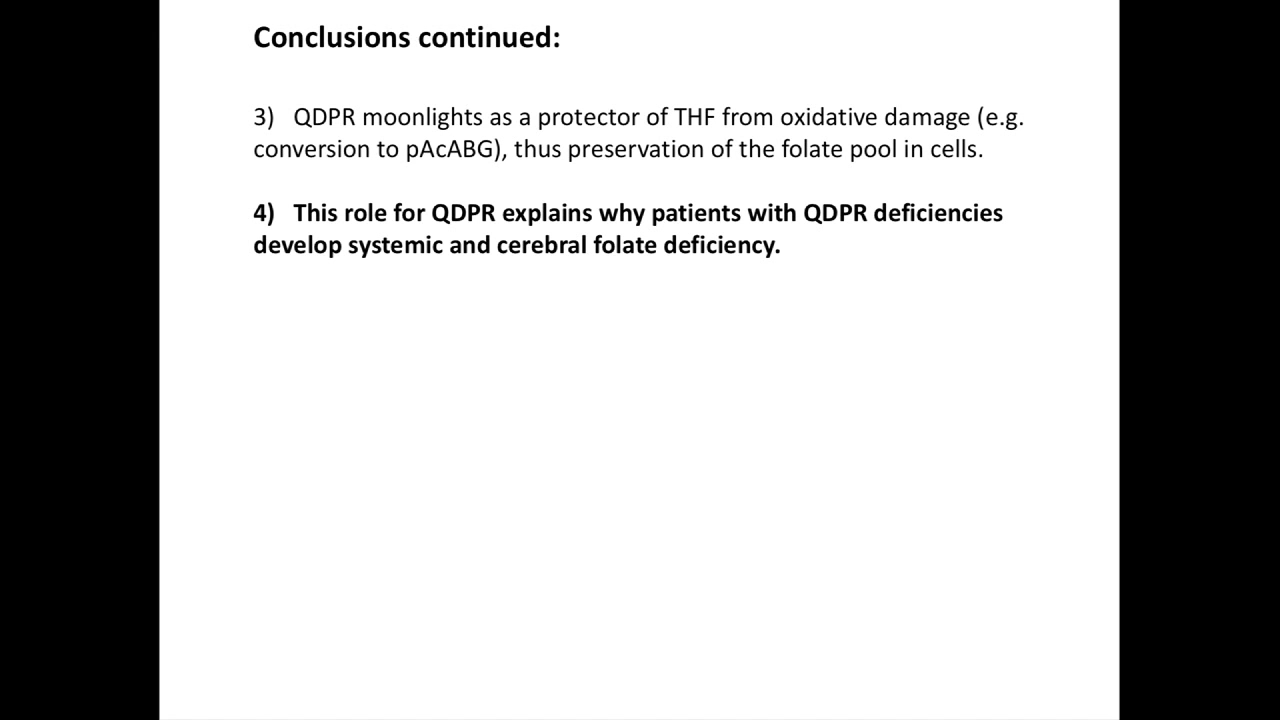 Conclusions continued:
3) QDPR moonlights as a protector of THF from oxidative damage (e.g.
conversion to pAcABG), thus preservation of the folate pool in cells.
4) This role for QDPR explains why patients with QDPR deficiencies
develop systemic and cerebral folate deficiency.